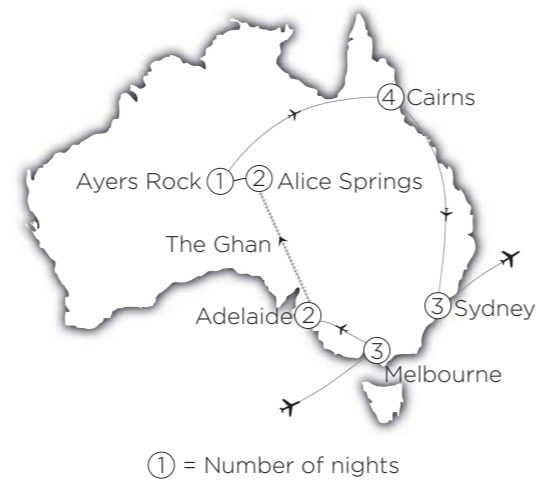 4 Cairns
Ayers Rock 1 2 Alice Springs
The Ghan
Adelaide 2
3 Sydney
3
Melbourne
1 = Number of nights